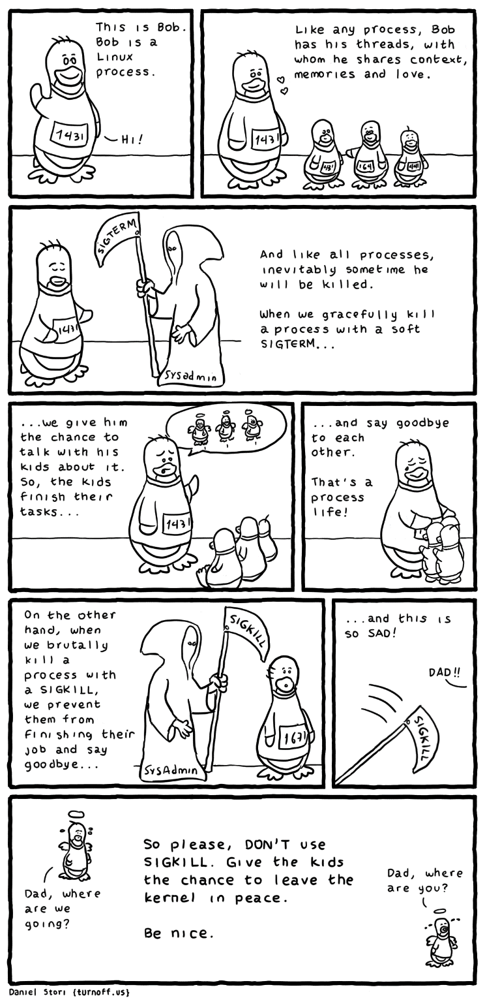 This is Bob.
Bob is a
Linux
process.
1431
Hi!
Like any process, Bob
has his threads, with
whom he shares context,
memories and love.
1431
431
164
441
SIGTERM
1431
Sysadmin
And like all processes,
inevitably sometime he
will be killed.
When we gracefully kill
a process with a soft
SIGTERM...
...we give him
the chance to
talk with his
kids about it.
So, the kids
finish their
tasks...
1431
...and say goodbye
to each
other.
That's a
process
life!
On the other
hand, when
we brutally
kill a
process with
a SIGKILL,
we prevent
them from
finishing their
job and say
goodbye...
SIGKILL
1671
SysAdmin
...and this is
so SAD!
DAD!!
SIGKILL
Dad, where
are we
going?
So please, DON'T use
SIGKILL. Give the kids
the chance to leave the
kernel in peace.
Be nice.
Dad, where
are you?
Daniel Stori {turnoff.us}